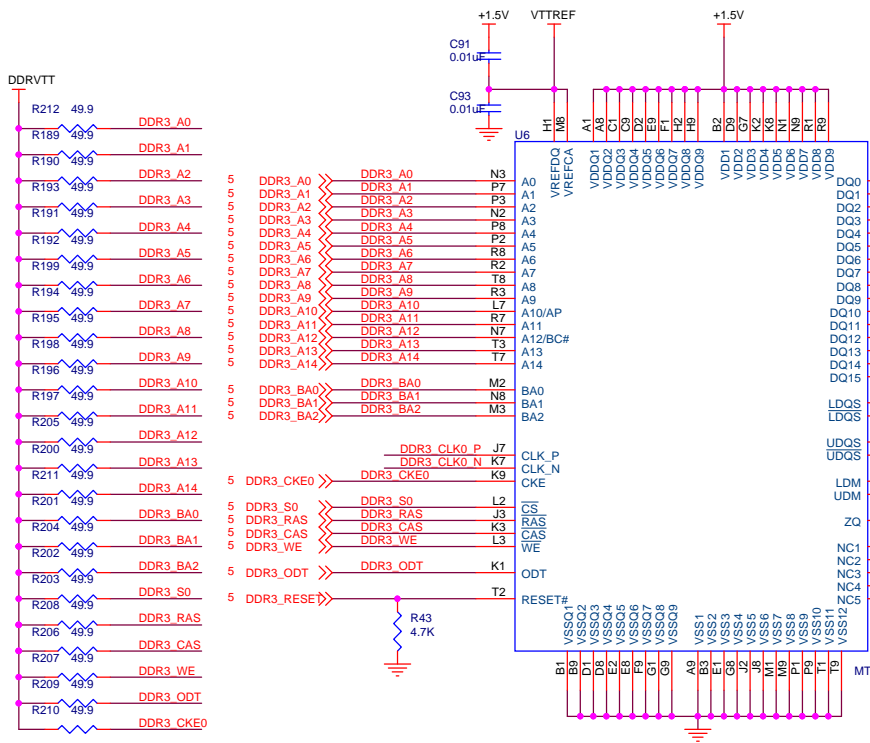 +1.5V VTTREF +1.5V
C91
0.01uF
C93
0.01uF
DDRVTT
R212 49.9 DDR3_A0
R189 49.9 DDR3_A1
R190 49.9 DDR3_A2
R193 49.9 DDR3_A3
R191 49.9 DDR3_A4
R192 49.9 DDR3_A5
R199 49.9 DDR3_A6
R194 49.9 DDR3_A7
R195 49.9 DDR3_A8
R198 49.9 DDR3_A9
R196 49.9 DDR3_A10
R197 49.9 DDR3_A11
R205 49.9 DDR3_A12
R200 49.9 DDR3_A13
R211 49.9 DDR3_A14
R201 49.9 DDR3_BA0
R204 49.9 DDR3_BA1
R202 49.9 DDR3_BA2
R203 49.9 DDR3_S0
R208 49.9 DDR3_RAS
R206 49.9 DDR3_CAS
R207 49.9 DDR3_WE
R209 49.9 DDR3_ODT
R210 49.9 DDR3_CKE0
U6
H1 M8 A1 A8 C1 C9 D2 E9 F1 H2 H9 B2 D9 G7 K2 K8 N1 N9 R1 R9
VREFDQ VREFCA VDDQ1 VDDQ2 VDDQ3 VDDQ4 VDDQ5 VDDQ6 VDDQ7 VDDQ8 VDDQ9 VDD1 VDD2 VDD3 VDD4 VDD5 VDD6 VDD7 VDD8 VDD9
5 DDR3_A0 DDR3_A0 N3 A0
5 DDR3_A1 DDR3_A1 P7 A1
5 DDR3_A2 DDR3_A2 P3 A2
5 DDR3_A3 DDR3_A3 N2 A3
5 DDR3_A4 DDR3_A4 P8 A4
5 DDR3_A5 DDR3_A5 P2 A5
5 DDR3_A6 DDR3_A6 R8 A6
5 DDR3_A7 DDR3_A7 R2 A7
5 DDR3_A8 DDR3_A8 T8 A8
5 DDR3_A9 DDR3_A9 R3 A9
5 DDR3_A10 DDR3_A10 L7 A10/AP
5 DDR3_A11 DDR3_A11 R7 A11
5 DDR3_A12 DDR3_A12 N7 A12/BC#
5 DDR3_A13 DDR3_A13 T3 A13
5 DDR3_A14 DDR3_A14 T7 A14
5 DDR3_BA0 DDR3_BA0 M2 BA0
5 DDR3_BA1 DDR3_BA1 N8 BA1
5 DDR3_BA2 DDR3_BA2 M3 BA2
DDR3_CLK0_P J7 CLK_P
DDR3_CLK0_N K7 CLK_N
5 DDR3_CKE0 DDR3_CKE0 K9 CKE
5 DDR3_S0 DDR3_S0 L2 CS
5 DDR3_RAS DDR3_RAS J3 RAS
5 DDR3_CAS DDR3_CAS K3 CAS
5 DDR3_WE DDR3_WE L3 WE
5 DDR3_ODT DDR3_ODT K1 ODT
5 DDR3_RESET T2 RESET#
R43
4.7K
DQ0
DQ1
DQ2
DQ3
DQ4
DQ5
DQ6
DQ7
DQ8
DQ9
DQ10
DQ11
DQ12
DQ13
DQ14
DQ15
LDQS
LDQS
UDQS
UDQS
LDM
UDM
ZQ
NC1
NC2
NC3
NC4
NC5
VSSQ1 VSSQ2 VSSQ3 VSSQ4 VSSQ5 VSSQ6 VSSQ7 VSSQ8 VSSQ9 VSS1 VSS2 VSS3 VSS4 VSS5 VSS6 VSS7 VSS8 VSS9 VSS10 VSS11 VSS12
B1 B9 D1 D8 E2 E8 F9 G1 G9 A9 B3 E1 G8 J2 J8 M1 M9 P1 P9 T1 T9
MT